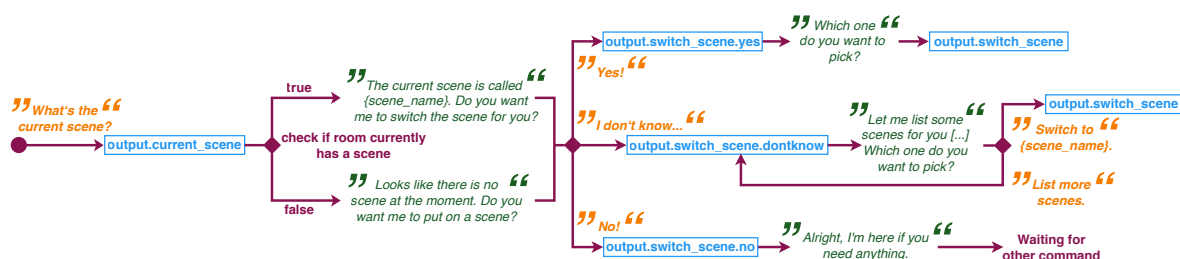 What's the
current scene?
output.current_scene
true
check if room currently
has a scene
false
The current scene is called
{scene_name}. Do you want
me to switch the scene for you?
Looks like there is no
scene at the moment. Do you
want me to put on a scene?
output.switch_scene.yes
Yes!
Which one
do you want to
pick?
output.switch_scene
I don't know...
output.switch_scene.dontknow
Let me list some
scenes for you [...]
Which one do you
want to pick?
output.switch_scene
Switch to
{scene_name}.
List more
scenes.
No!
output.switch_scene.no
Alright, I'm here if you
need anything.
Waiting for
other command